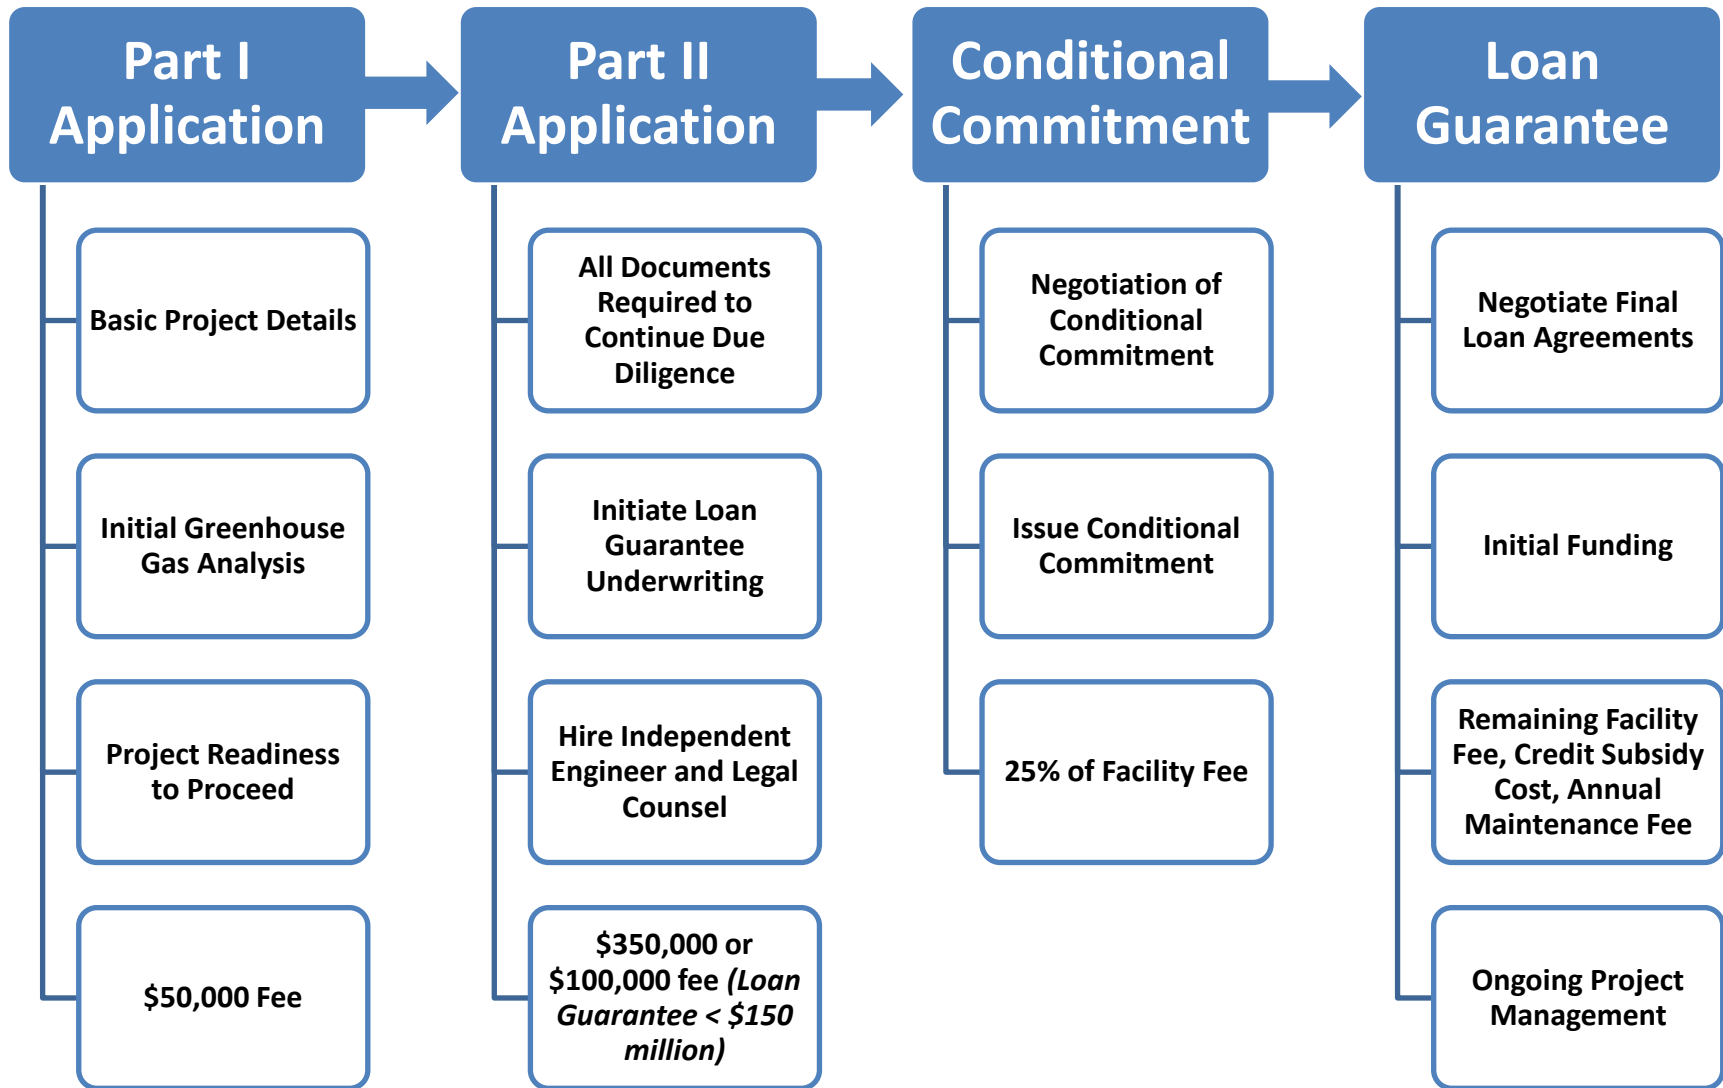 Part I
Application
Basic Project Details
Initial Greenhouse
Gas Analysis
Project Readiness
to Proceed
$50,000 Fee
Part II
Application
All Documents
Required to
Continue Due
Diligence
Initiate Loan
Guarantee
Underwriting
Hire Independent
Engineer and Legal
Counsel
$350,000 or
$100,000 fee (Loan
Guarantee < $150
million)
Conditional
Commitment
Negotiation of
Conditional
Commitment
Issue Conditional
Commitment
25% of Facility Fee
Loan
Guarantee
Negotiate Final
Loan Agreements
Initial Funding
Remaining Facility
Fee, Credit Subsidy
Cost, Annual
Maintenance Fee
Ongoing Project
Management